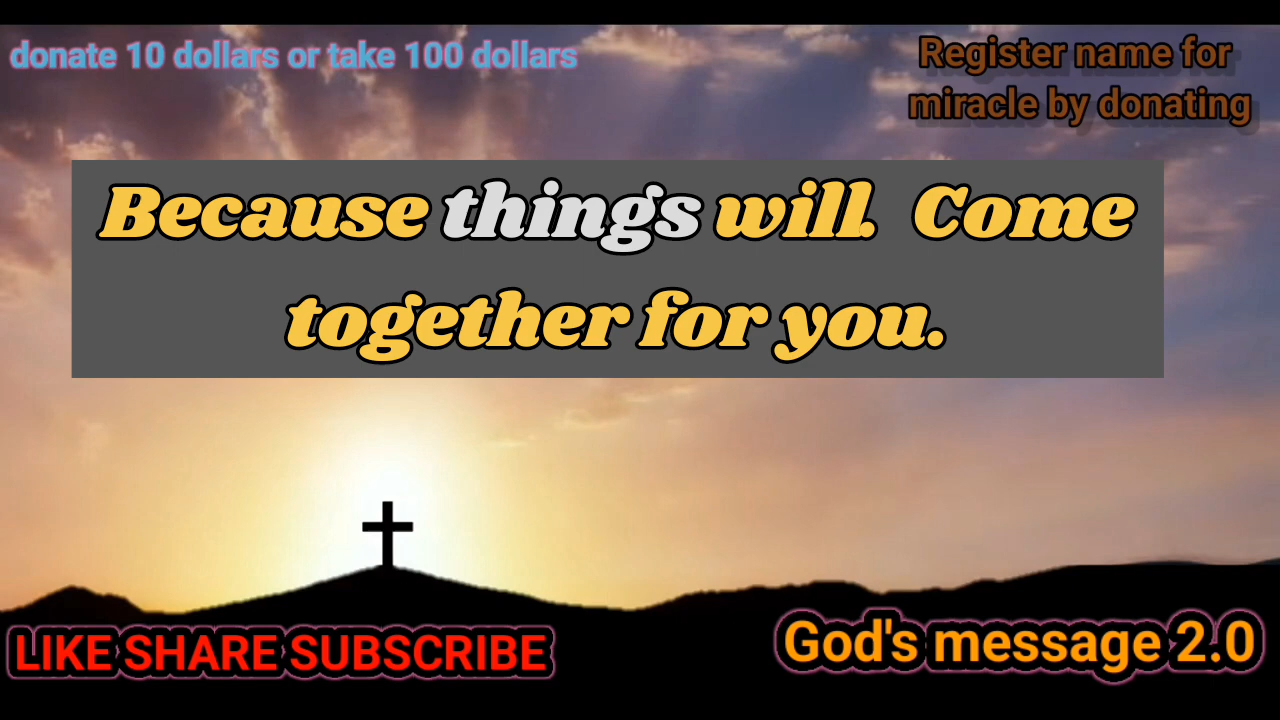 donate 10 dollars or take 100 dollars
Register name for
miracle by donating
Because things will. Come
together for you.
LIKE SHARE SUBSCRIBE
God's message 2.0